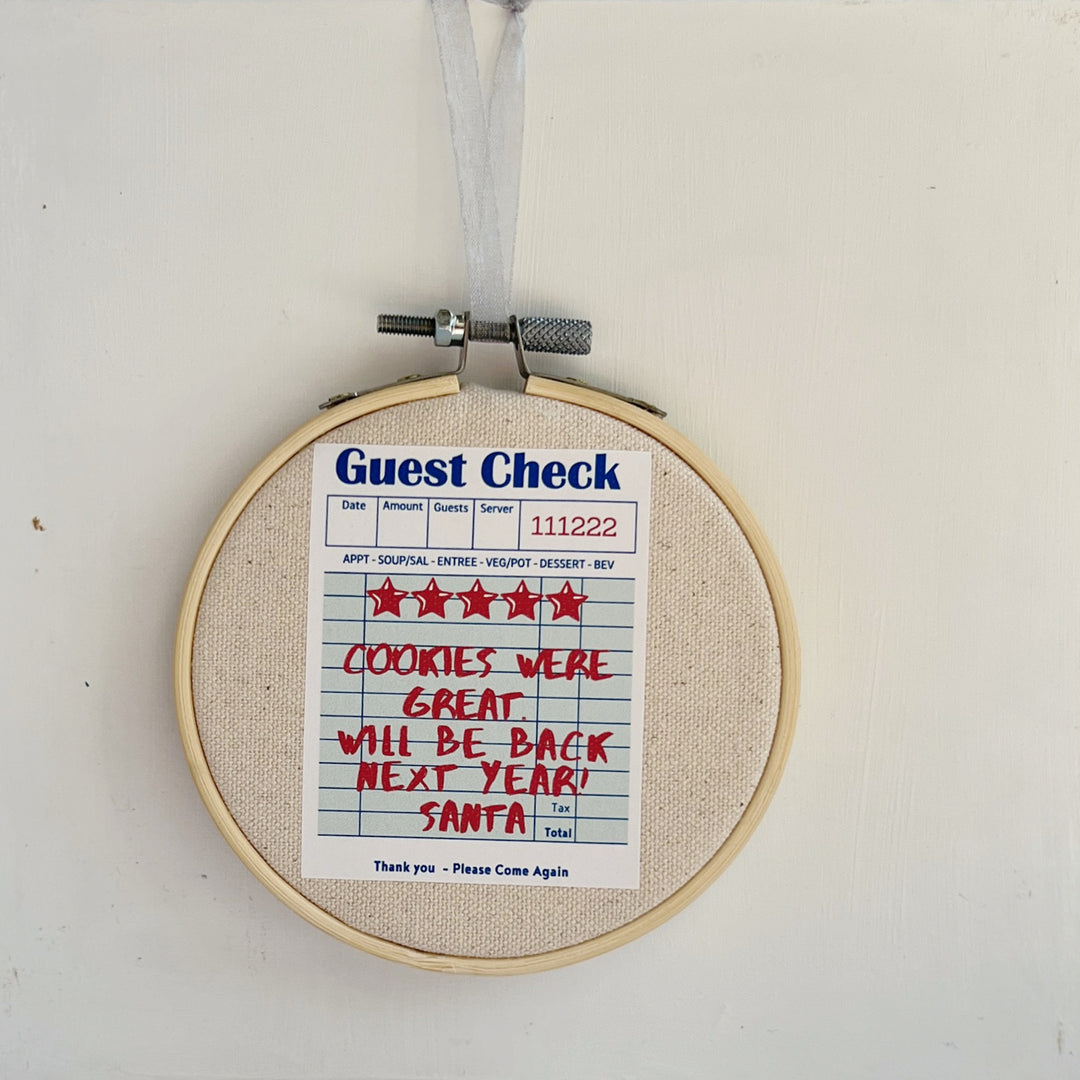 Guest Check
Date Amount Guests Server 111222
APPT - SOUP/SAL - ENTREE - VEG/POT - DESSERT - BEV
COOKIES WERE
GREAT.
WILL BE BACK
NEXT YEAR!
Tax
SANTA
Total
Thank you - Please Come Again